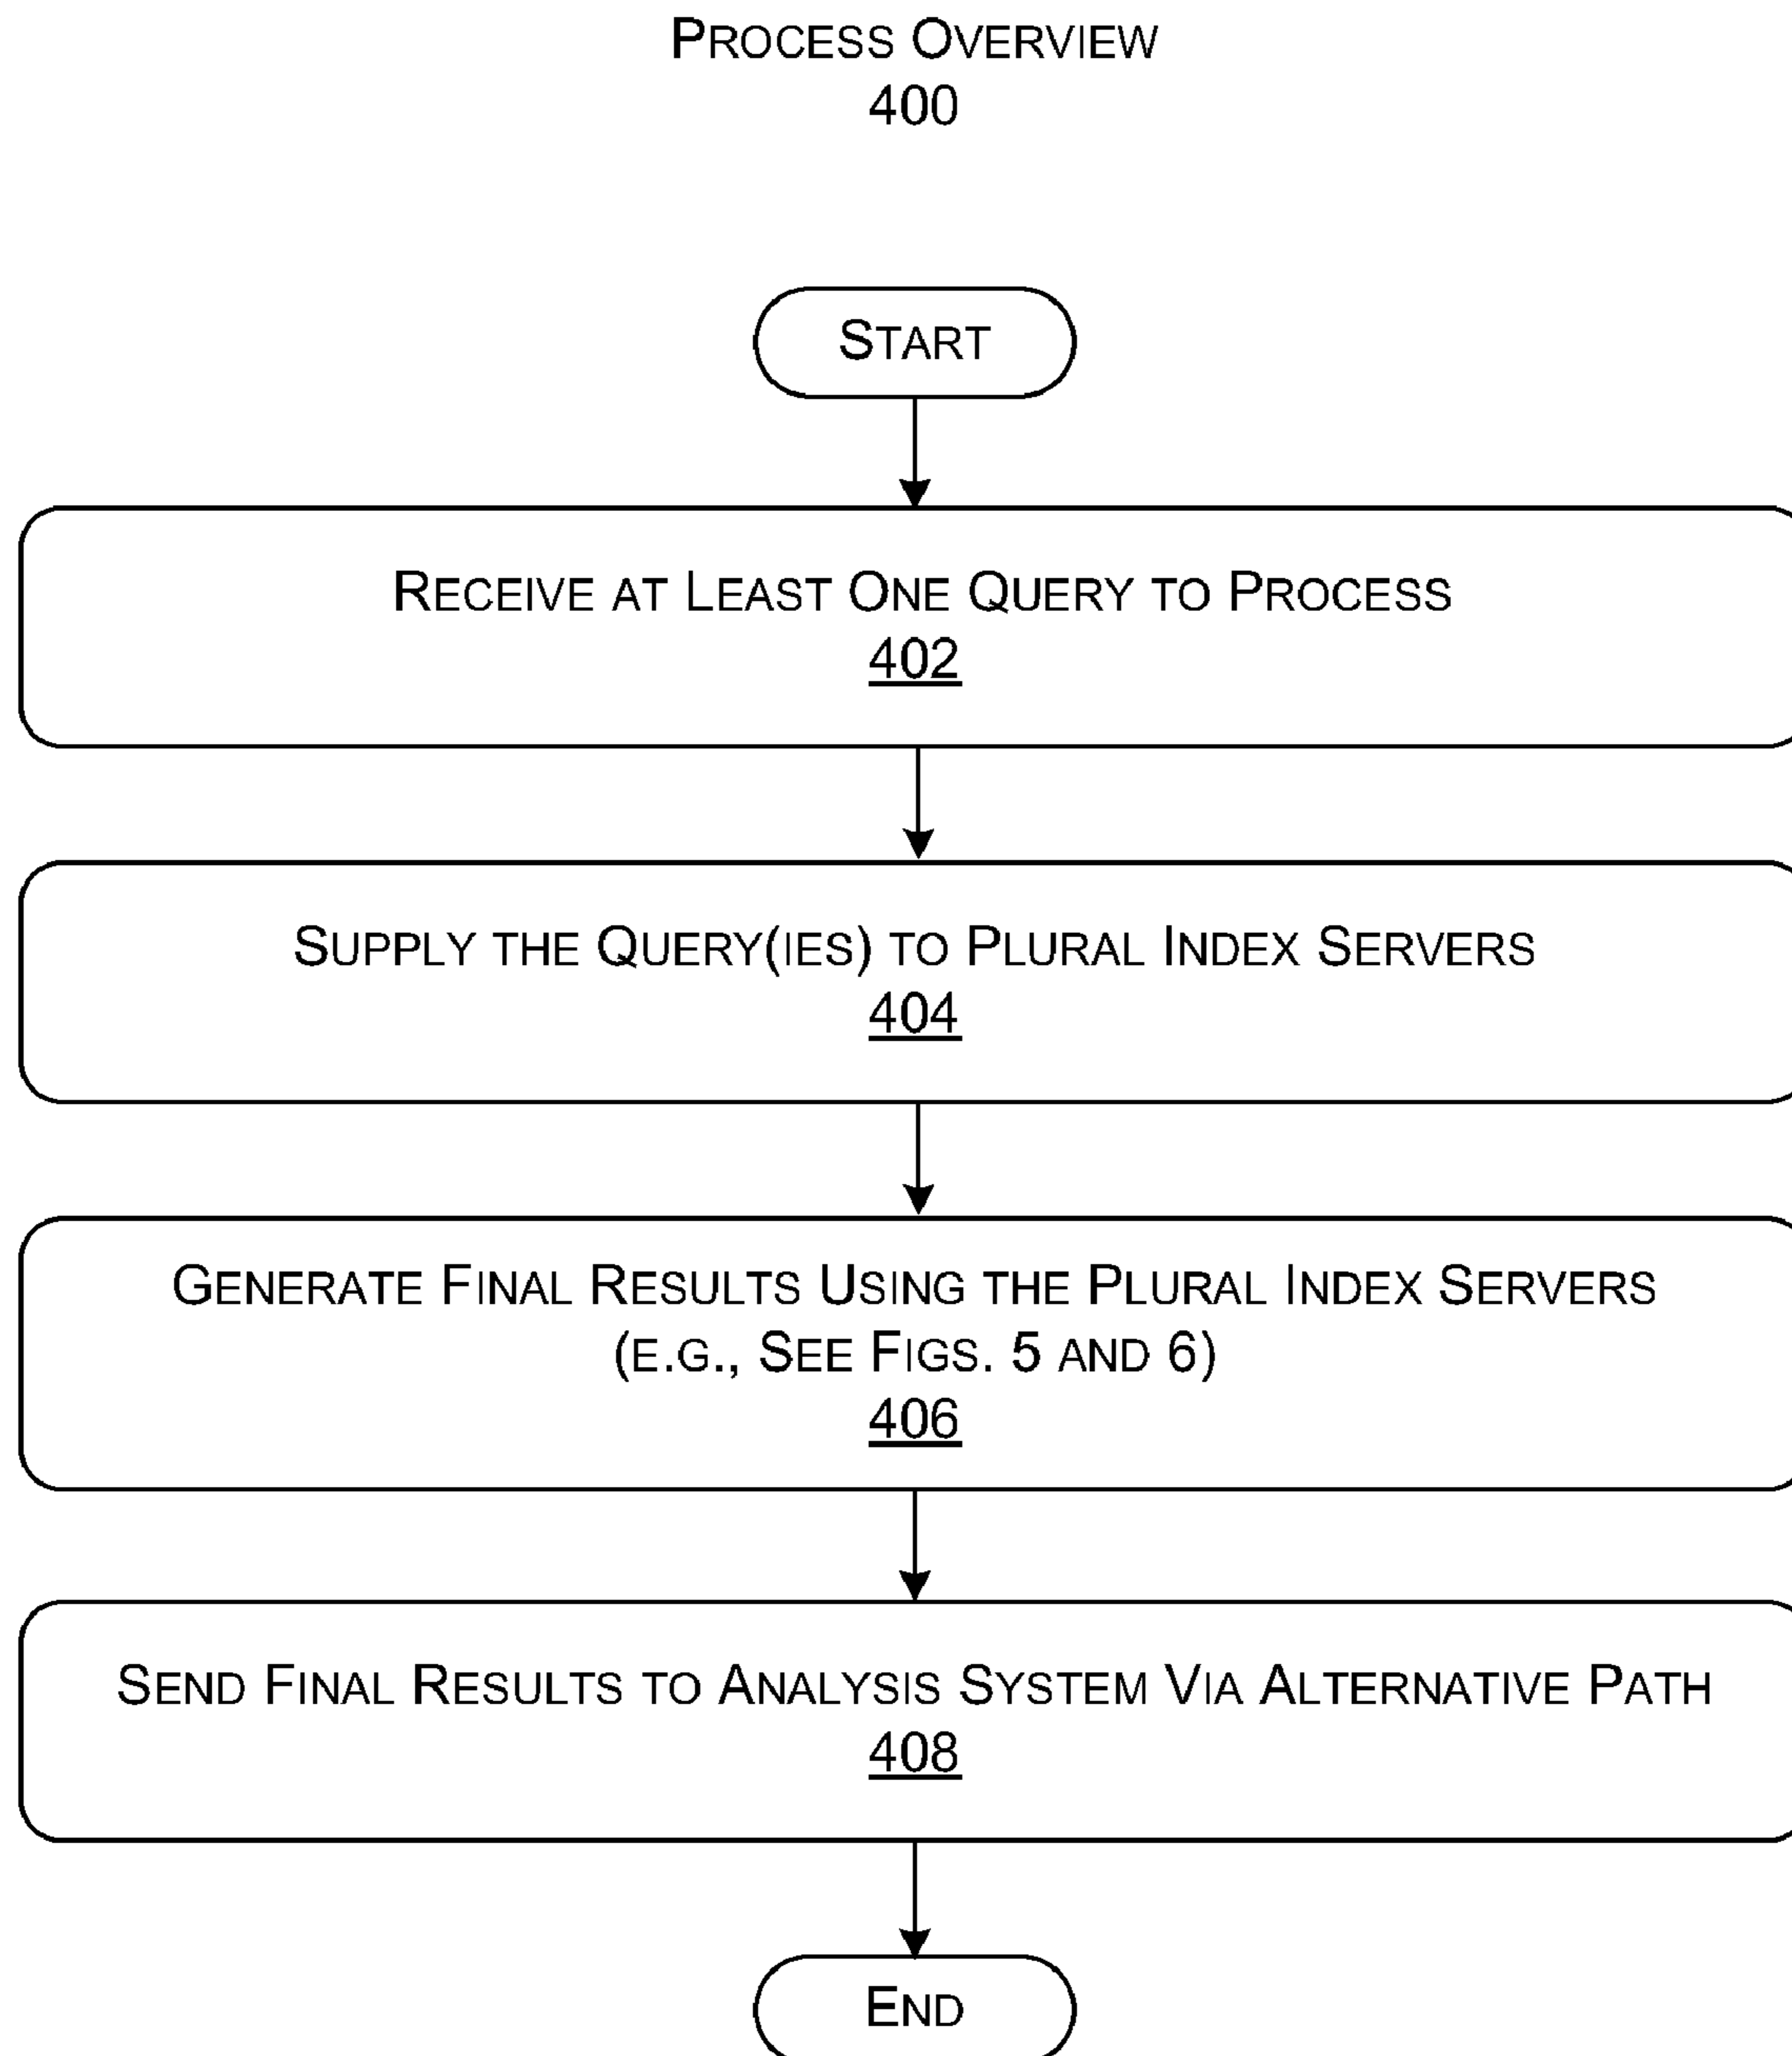 PROCESS OVERVIEW
400
START
RECEIVE AT LEAST ONE QUERY TO PROCESS
402
SUPPLY THE QUERY(IES) TO PLURAL INDEX SERVERS
404
GENERATE FINAL RESULTS USING THE PLURAL INDEX SERVERS
(E.G., SEE FIGS. 5 AND 6)
406
SEND FINAL RESULTS TO ANALYSIS SYSTEM VIA ALTERNATIVE PATH
408
END